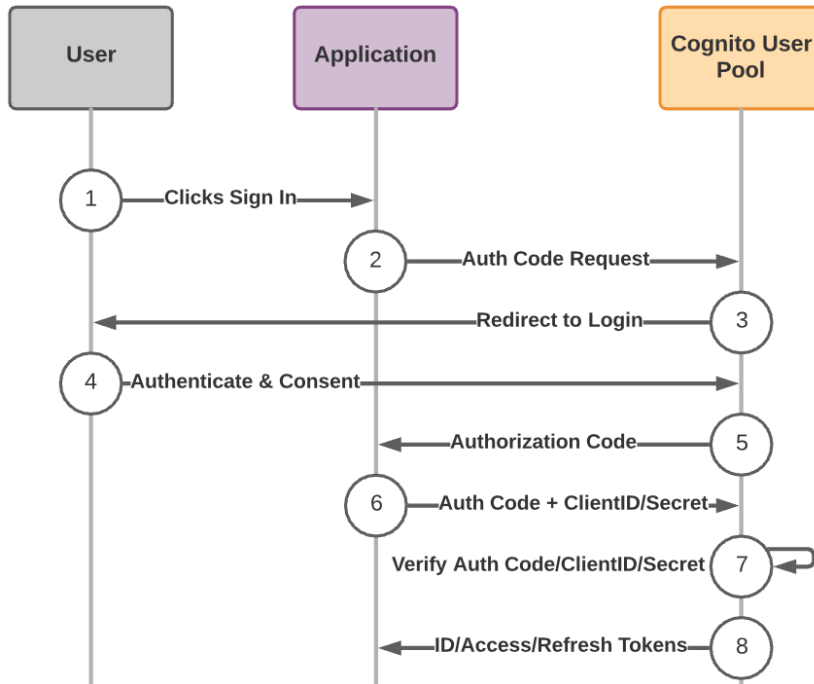 User
Application
Cognito User
Pool
1
Clicks Sign In
2
Auth Code Request
Redirect to Login
3
4
Authenticate & Consent
Authorization Code
5
6
Auth Code + ClientID/Secret
Verify Auth Code/ClientID/Secret
7
ID/Access/Refresh Tokens
8